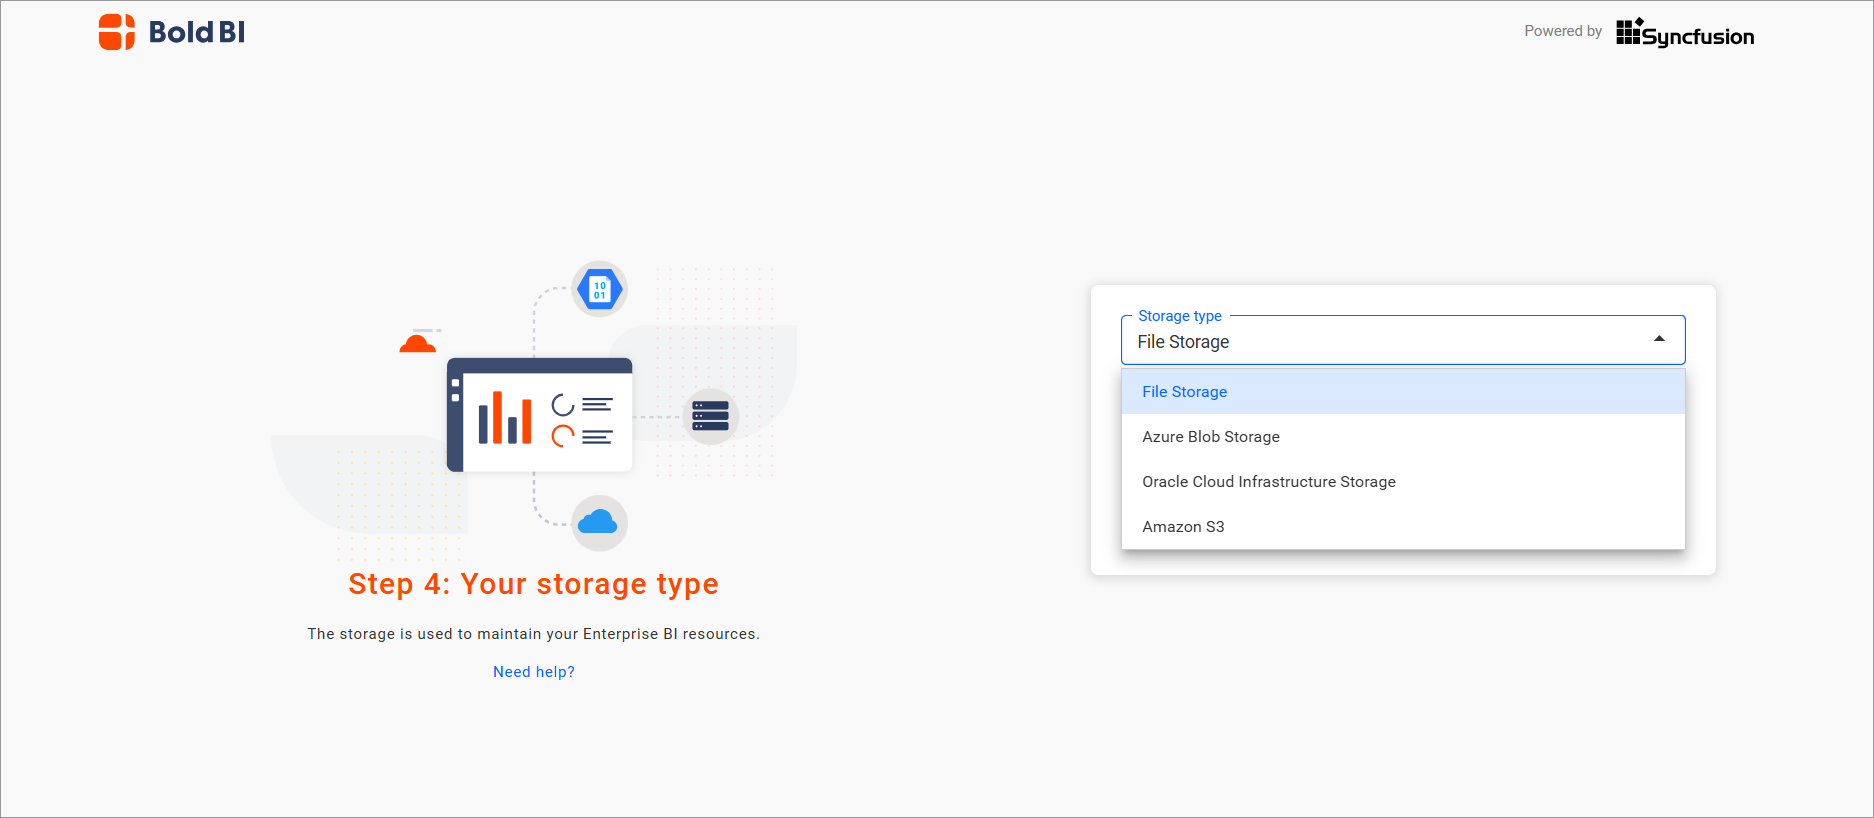 Bold BI
Powered by Syncfusion
10
01
Step 4: Your storage type
The storage is used to maintain your Enterprise BI resources.
Need help?
Storage type
File Storage
File Storage
Azure Blob Storage
Oracle Cloud Infrastructure Storage
Amazon S3